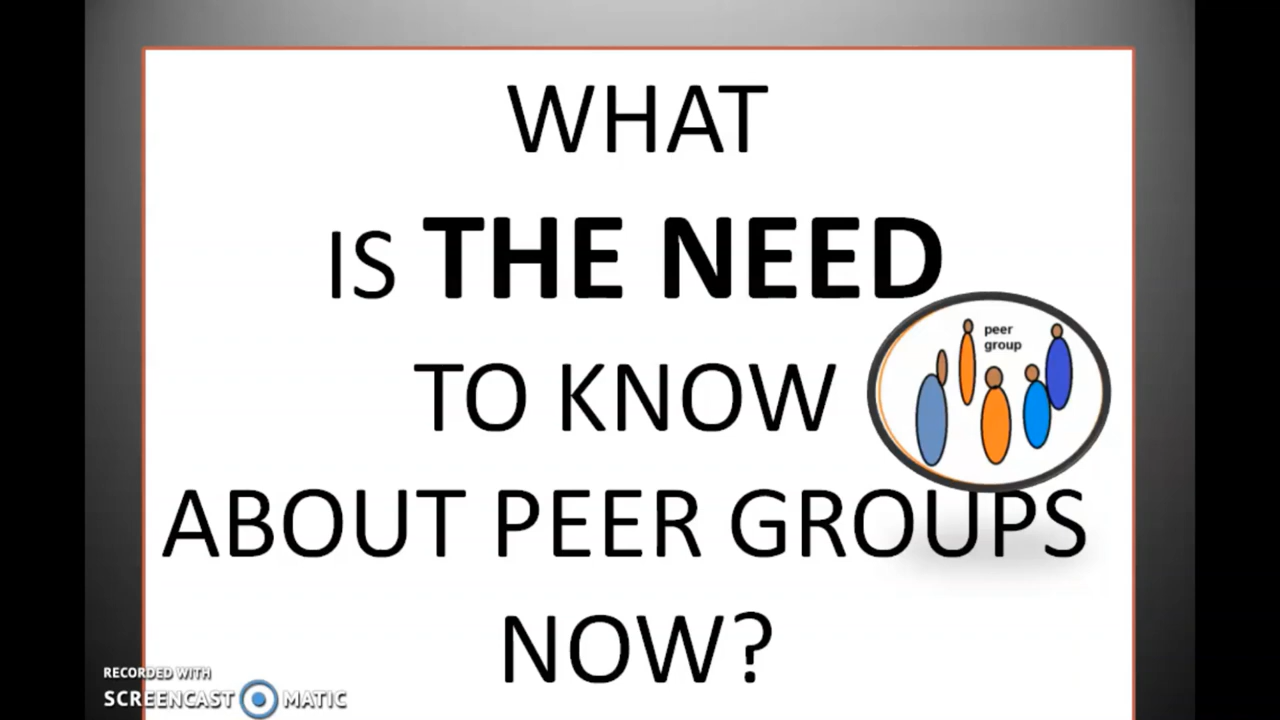 WHAT
IS THE NEED
peer
group
TO KNOW
ABOUT PEER GROUPS
NOW?
RECORDED WITH
SCREENCAST MATIC